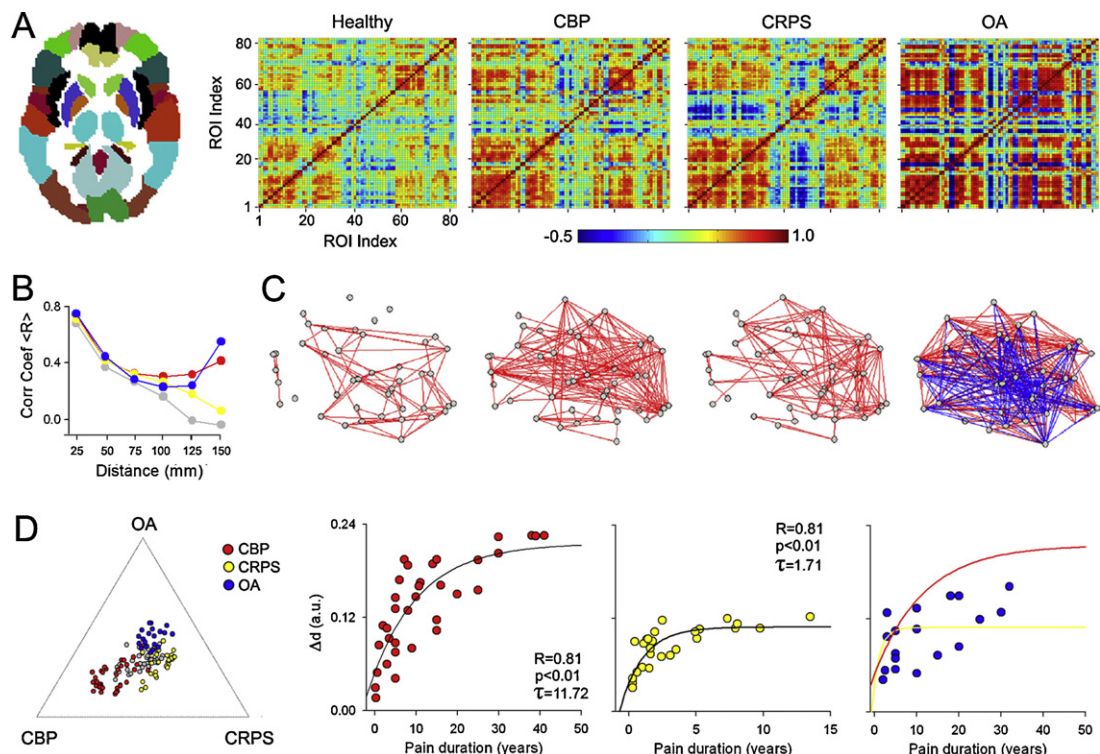 A
Healthy
CBP
CRPS
OA
ROI Index
80
60
40
20
1
1
20
40
60
80
ROI Index
-0.5
1.0
B
Corr Coef <R>
0.8
0.4
0.0
25
50
75
100
125
150
Distance (mm)
C
D
OA
CBP
CRPS
CBP
CRPS
OA
Δd (a.u.)
0.24
0.12
0.00
R=0.81
p<0.01
τ=11.72
0
10
20
30
40
50
Pain duration (years)
R=0.81
p<0.01
τ=1.71
0
5
10
15
Pain duration (years)
0
10
20
30
40
50
Pain duration (years)